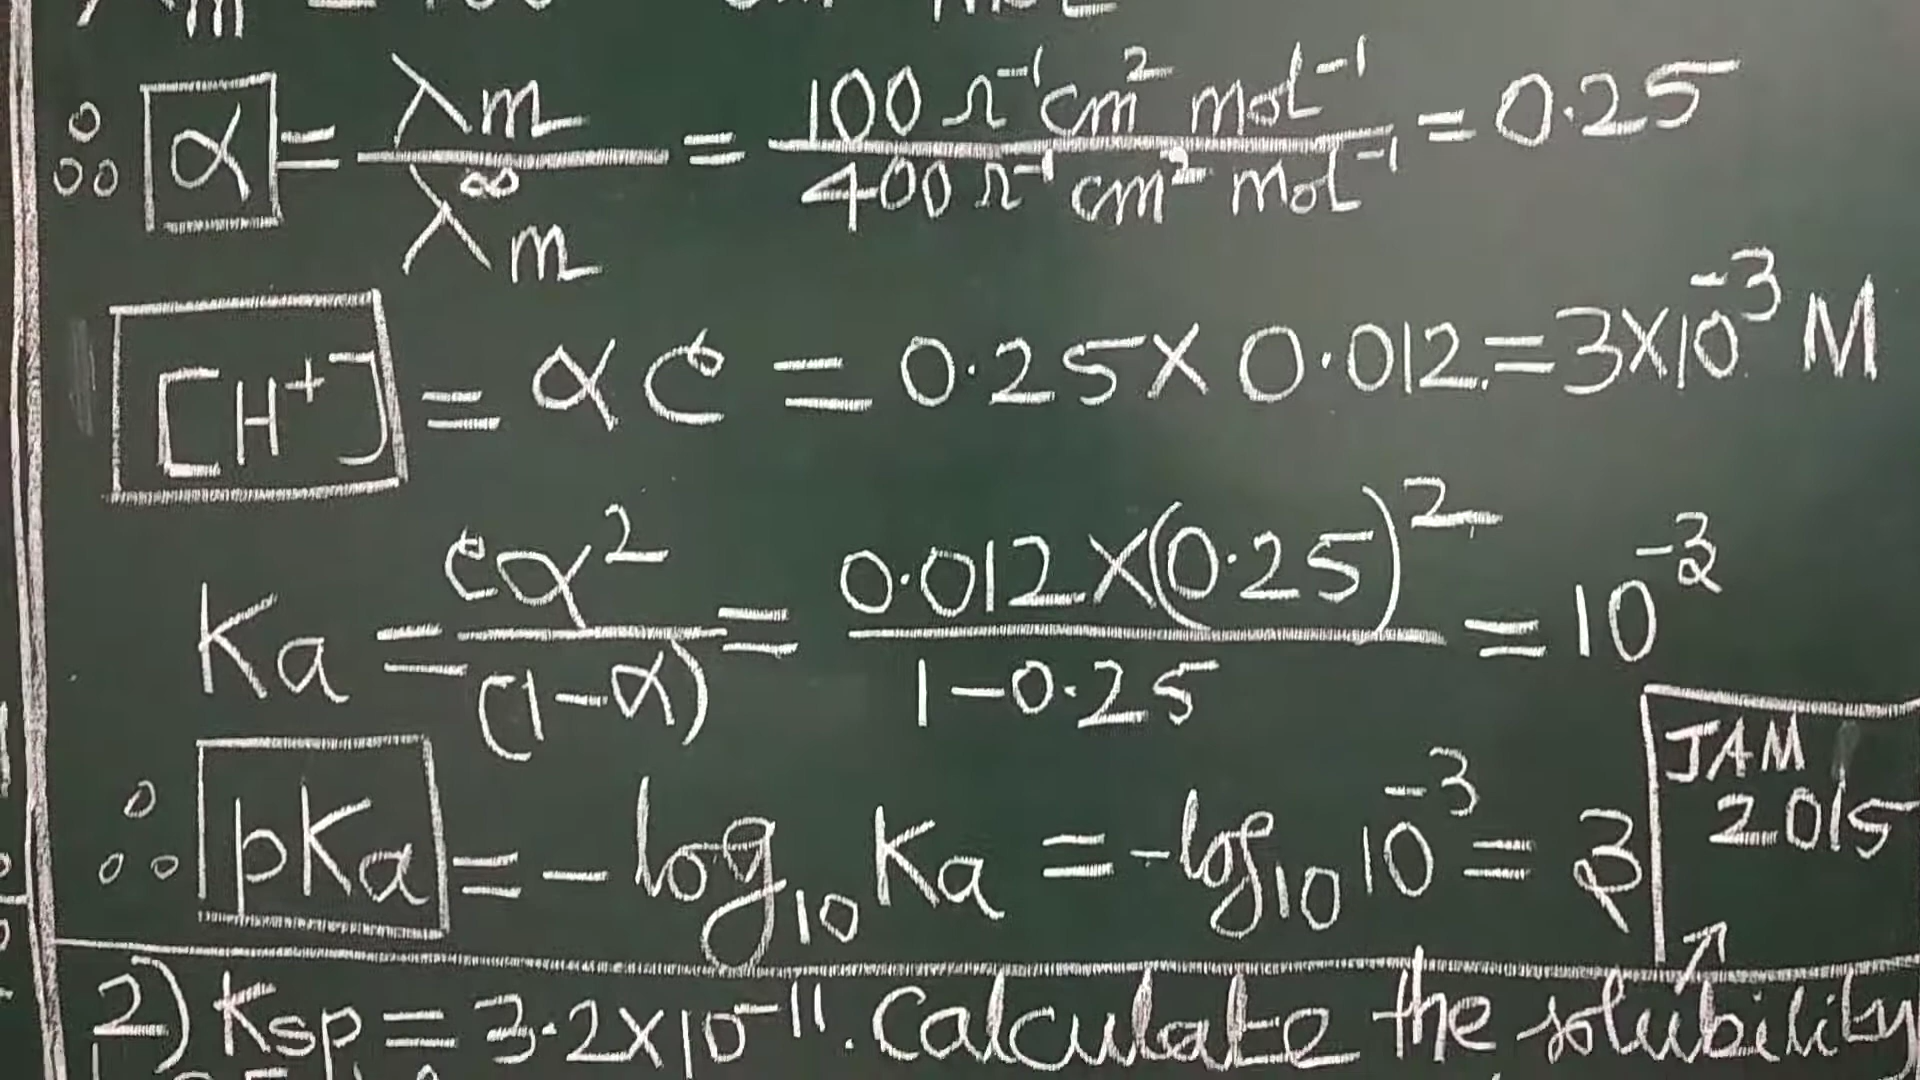 ∴ α = λm / λ∞m = 100 Ω⁻¹ cm² mol⁻¹ / 400 Ω⁻¹ cm² mol⁻¹ = 0.25
[H⁺] = αC = 0.25 × 0.012 = 3×10⁻³ M
Ka = cα² / (1-α) = 0.012 × (0.25)² / 1-0.25 = 10⁻³
∴ pKa = -log₁₀ Ka = -log₁₀ 10⁻³ = 3
JAM
2015
2) Ksp = 3.2×10⁻¹¹. Calculate the solubility